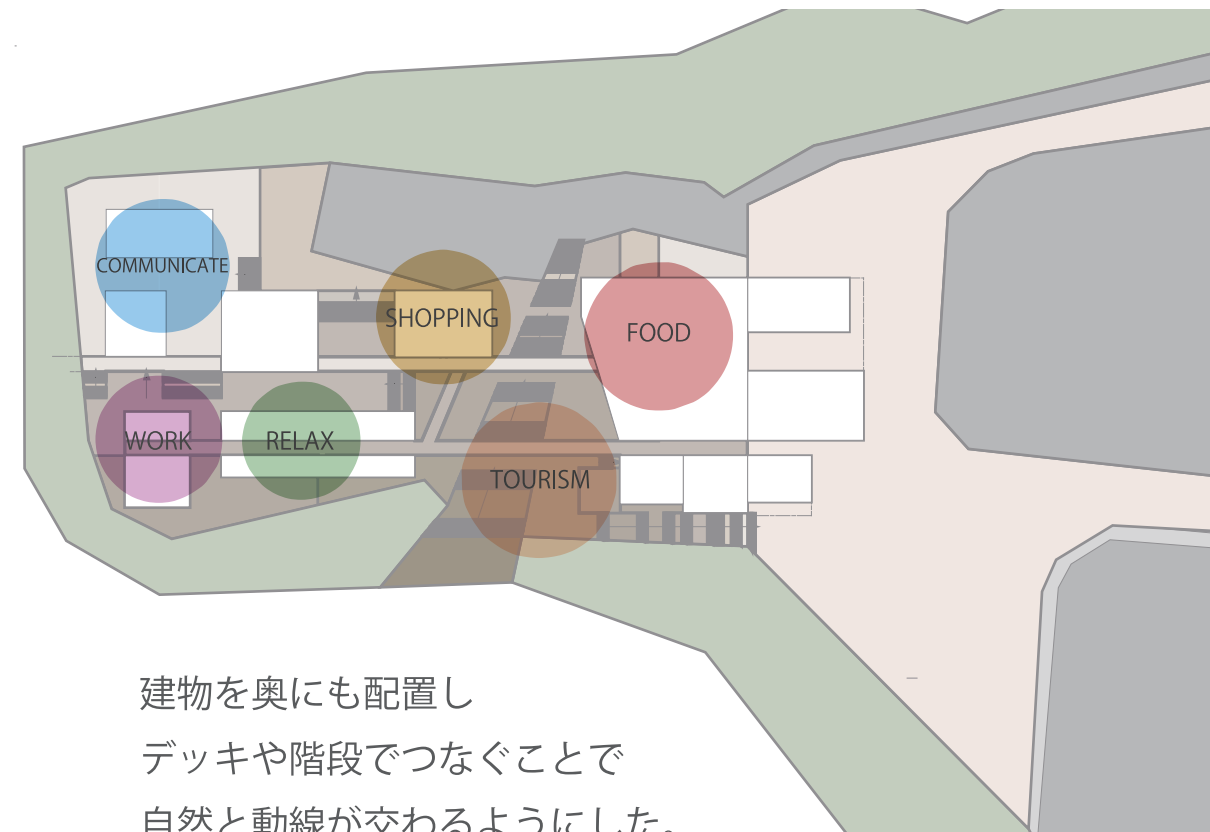 COMMUNICATE
SHOPPING
FOOD
WORK
RELAX
TOURISM
建物を奥にも配置し
デッキや階段でつなぐことで
自然と動線が交わるようにした。